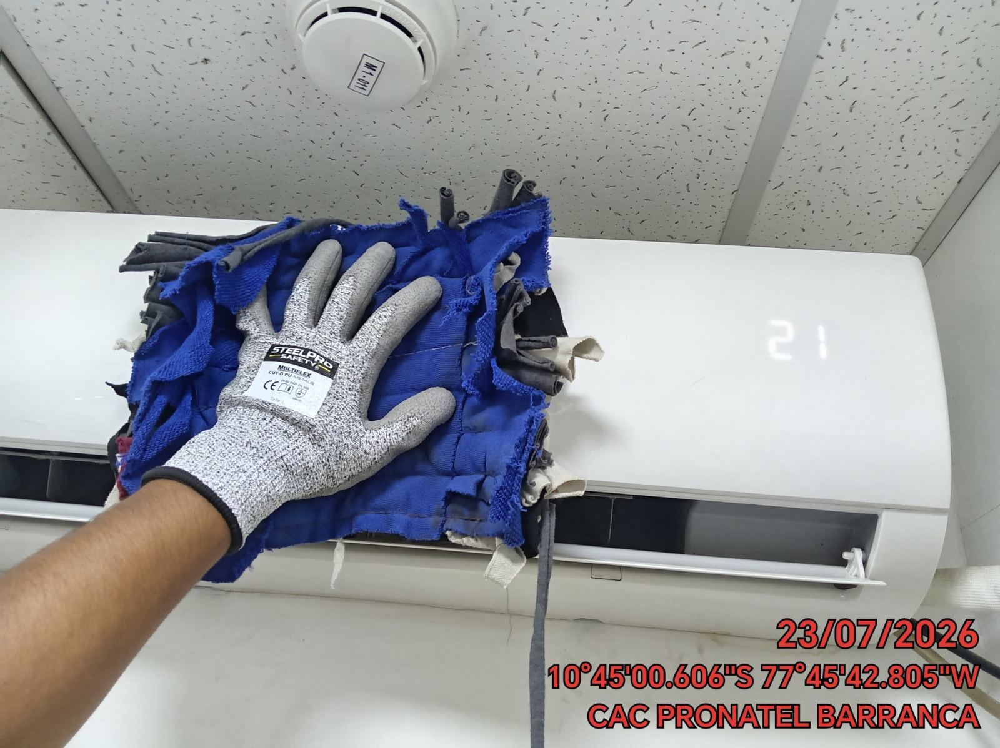 M1-011
STEELPRO
SAFETY
MULTIFLEX
CUT-D PU
CE
Talla L
21
23/07/2026
10°45'00.606"S 77°45'42.805"W
CAC PRONATEL BARRANCA